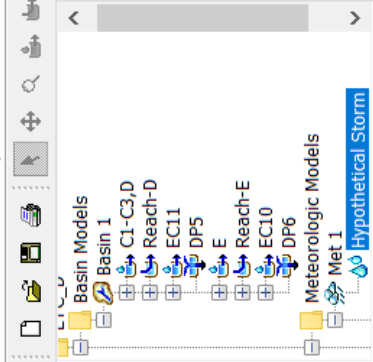 Basin Models
Basin 1
C1-C3,D
Reach-D
EC11
DP5
E
Reach-E
EC10
DP6
Meteorologic Models
Met 1
Hypothetical Storm